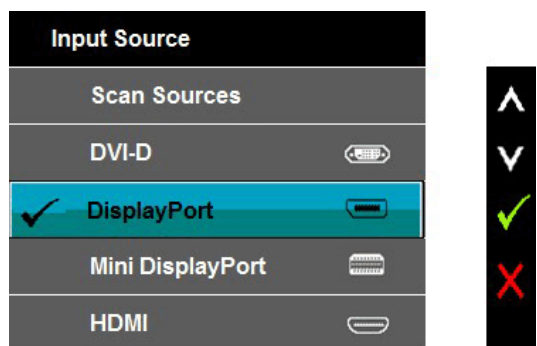 Input Source
Scan Sources
DVI-D
DisplayPort
Mini DisplayPort
HDMI